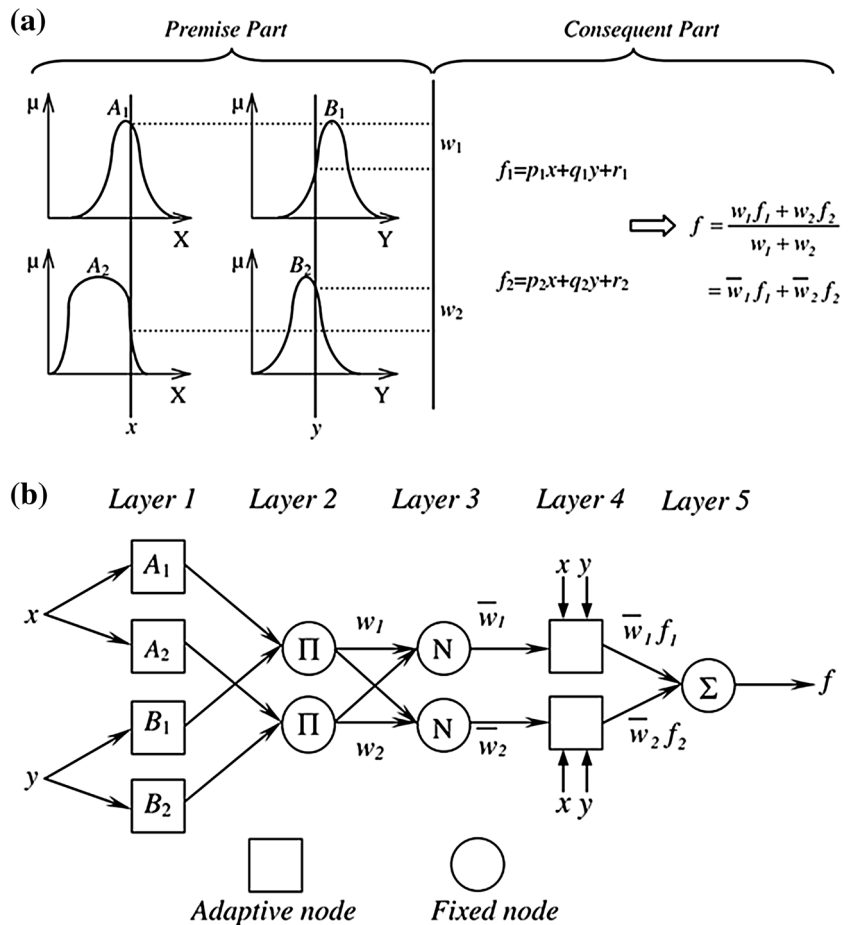 (a)
Premise Part
Consequent Part
μ A₁
μ B₁
w₁
X
Y
f₁=p₁x+q₁y+r₁
f = (w₁f₁ + w₂f₂) / (w₁ + w₂)
μ A₂
μ B₂
f₂=p₂x+q₂y+r₂
= w̅₁f₁ + w̅₂f₂
w₂
X
Y
x
y
(b)
Layer 1 Layer 2 Layer 3 Layer 4 Layer 5
x y
A₁
x
w₁
w̅₁
w̅₁f₁
A₂
Π
N
Σ
f
B₁
Π
N
w₂
w̅₂
w̅₂f₂
y
B₂
x y
Adaptive node
Fixed node